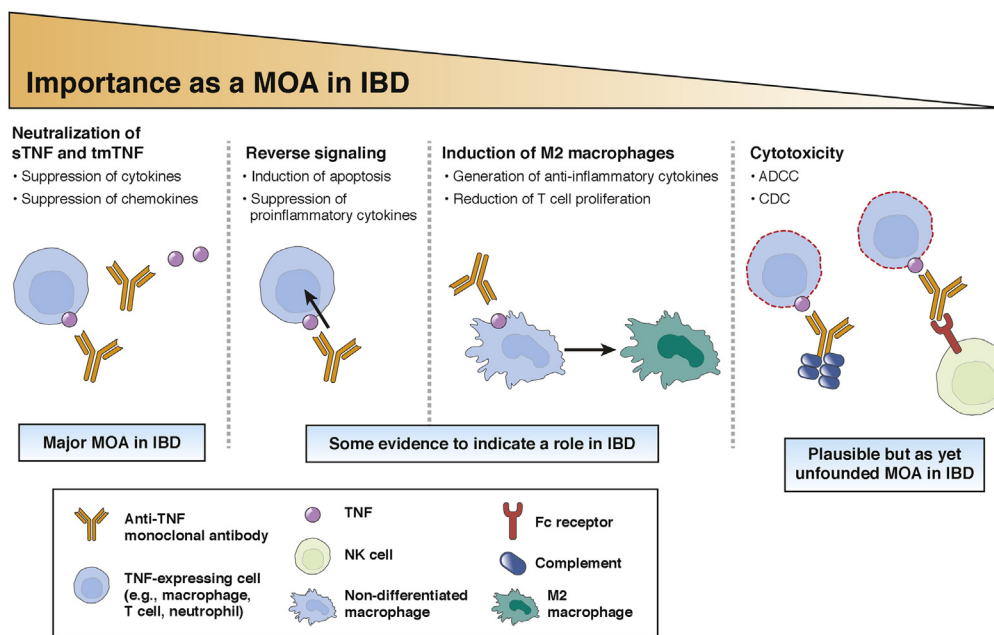 Importance as a MOA in IBD
Neutralization of
sTNF and tmTNF
• Suppression of cytokines
• Suppression of chemokines
Reverse signaling
• Induction of apoptosis
• Suppression of
proinflammatory cytokines
Induction of M2 macrophages
• Generation of anti-inflammatory cytokines
• Reduction of T cell proliferation
Cytotoxicity
• ADCC
• CDC
Major MOA in IBD
Some evidence to indicate a role in IBD
Plausible but as yet
unfounded MOA in IBD
Anti-TNF
monoclonal antibody
TNF-expressing cell
(e.g., macrophage,
T cell, neutrophil)
TNF
NK cell
Non-differentiated
macrophage
Fc receptor
Complement
M2
macrophage